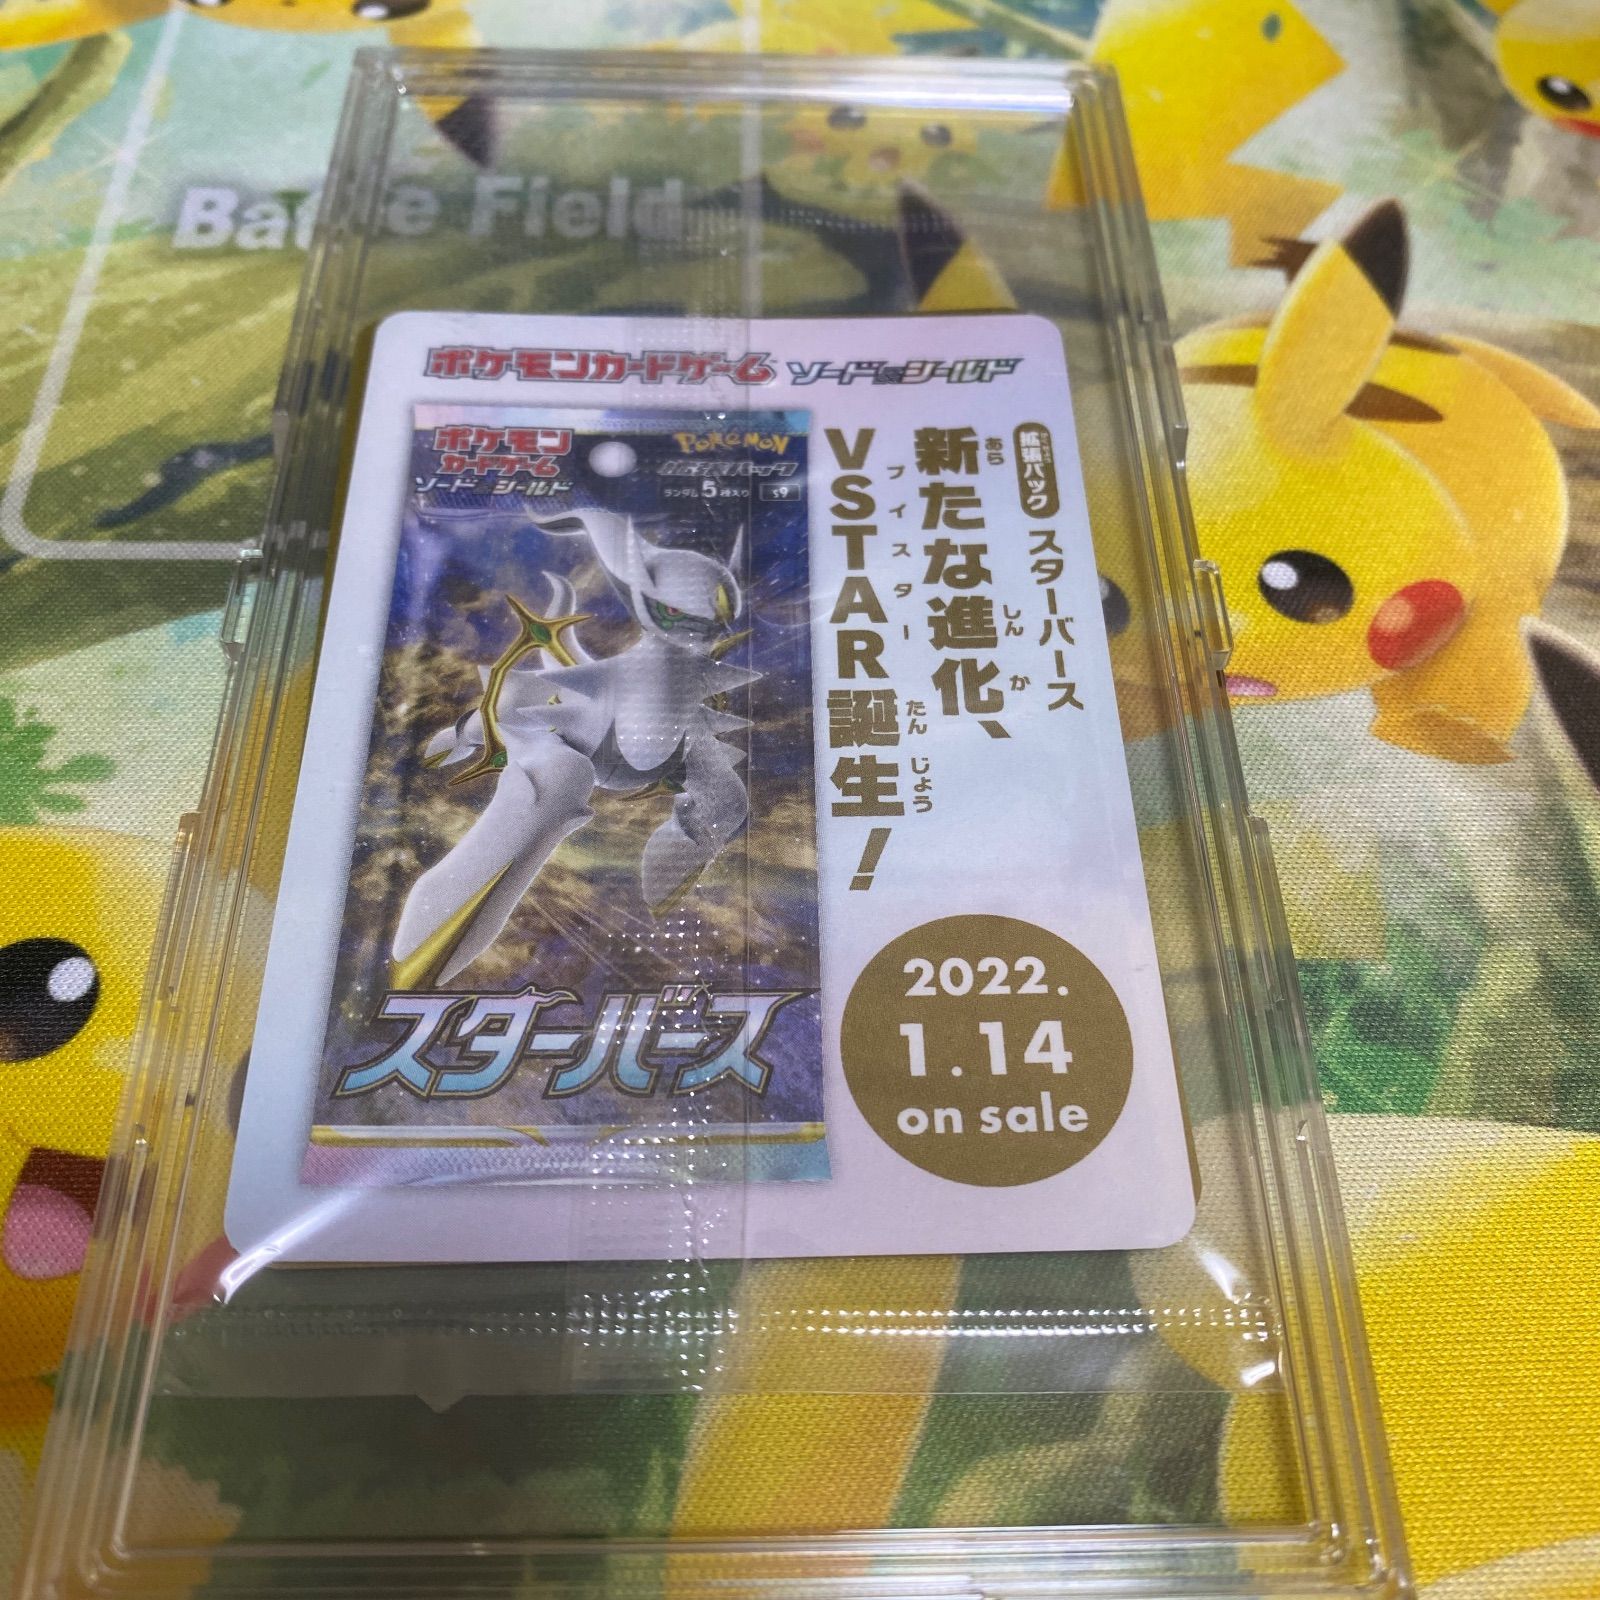 Battle Field
ポケモンカードゲーム ソード&シールド
ポケモン
カードゲーム
ソード&シールド
Pokémon
拡張パック
ランダム5枚入り s9
スターバース
拡張パック スターバース
新たな進化、
VSTAR誕生!
あら しん か
ブイスター たんじょう
2022.
1.14
on sale